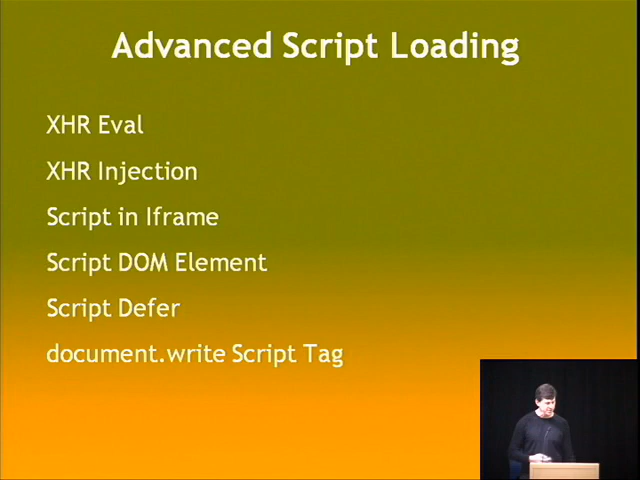 Advanced Script Loading
XHR Eval
XHR Injection
Script in Iframe
Script DOM Element
Script Defer
document.write Script Tag